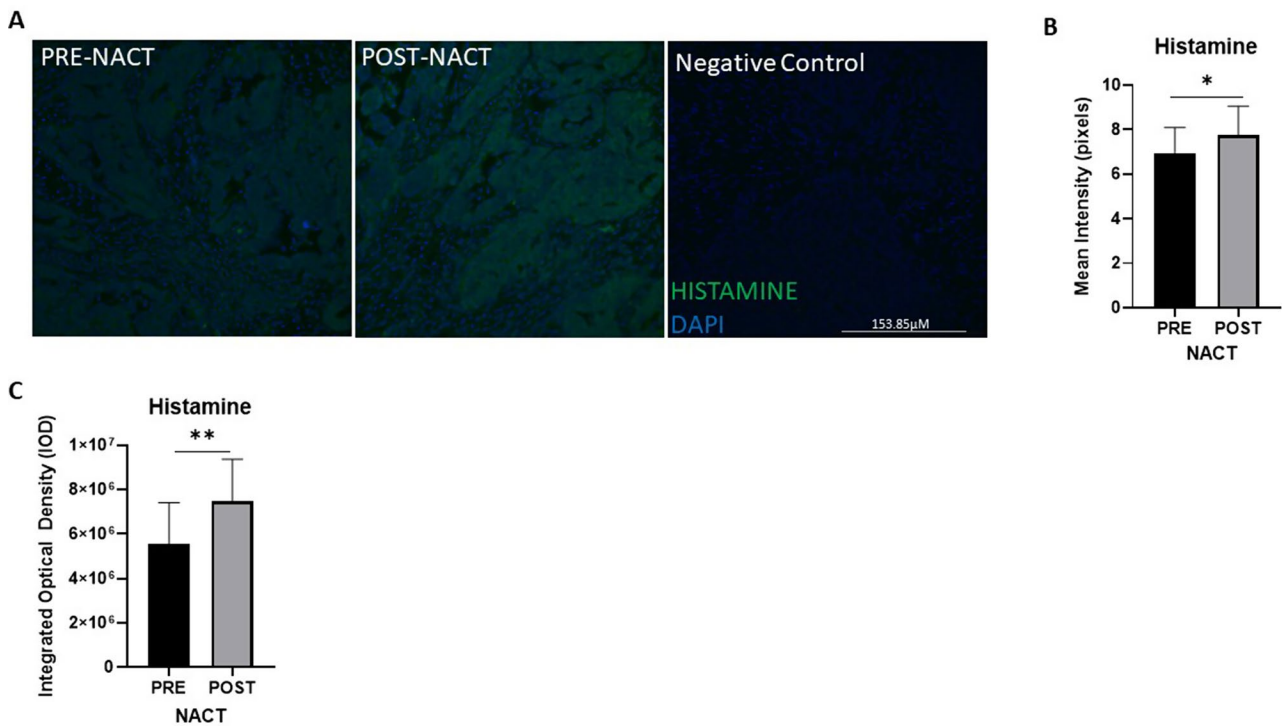 A
PRE-NACT
POST-NACT
Negative Control
HISTAMINE
DAPI
153.85µM
B
Histamine
*
Mean Intensity (pixels)
10
8
6
4
2
0
PRE POST
NACT
C
Histamine
**
Integrated Optical Density (IOD)
1×10⁷
8×10⁶
6×10⁶
4×10⁶
2×10⁶
0
PRE POST
NACT